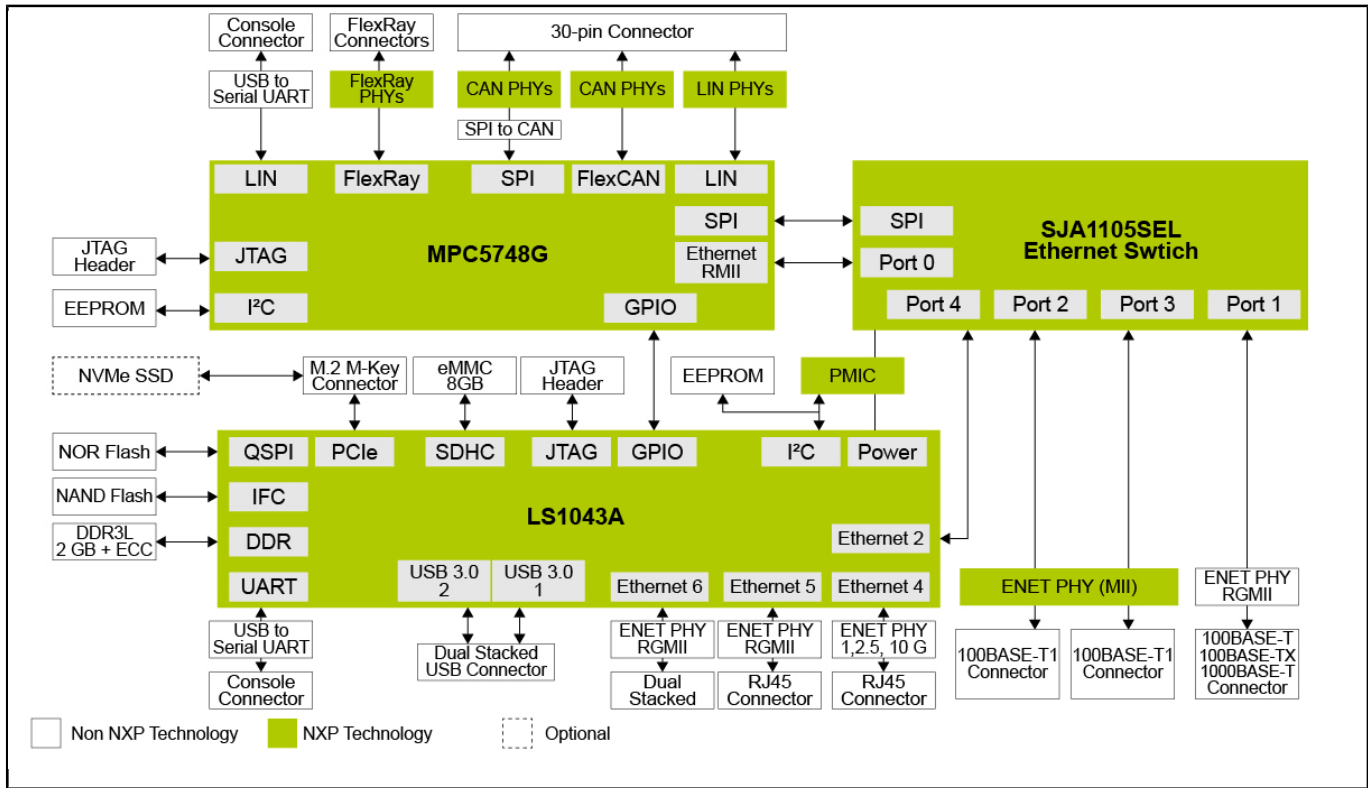 Console
Connector
FlexRay
Connectors
30-pin Connector
USB to
Serial UART
FlexRay
PHYs
CAN PHYs
CAN PHYs
LIN PHYs
SPI to CAN
LIN
FlexRay
SPI
FlexCAN
LIN
SPI
SPI
MPC5748G
SJA1105SEL
Ethernet Swtich
JTAG
Header
JTAG
Ethernet
RMII
Port 0
EEPROM
I²C
GPIO
Port 4
Port 2
Port 3
Port 1
NVMe SSD
M.2 M-Key
Connector
eMMC
8GB
JTAG
Header
EEPROM
PMIC
NOR Flash
QSPI
PCIe
SDHC
JTAG
GPIO
I²C
Power
NAND Flash
IFC
LS1043A
DDR3L
2 GB + ECC
DDR
Ethernet 2
UART
USB 3.0
2
USB 3.0
1
Ethernet 6
Ethernet 5
Ethernet 4
ENET PHY (MII)
ENET PHY
RGMII
USB to
Serial UART
Dual Stacked
USB Connector
ENET PHY
RGMII
ENET PHY
RGMII
ENET PHY
1,2.5, 10 G
100BASE-T1
Connector
100BASE-T1
Connector
100BASE-T
100BASE-TX
1000BASE-T
Connector
Console
Connector
Dual
Stacked
RJ45
Connector
RJ45
Connector
Non NXP Technology
NXP Technology
Optional